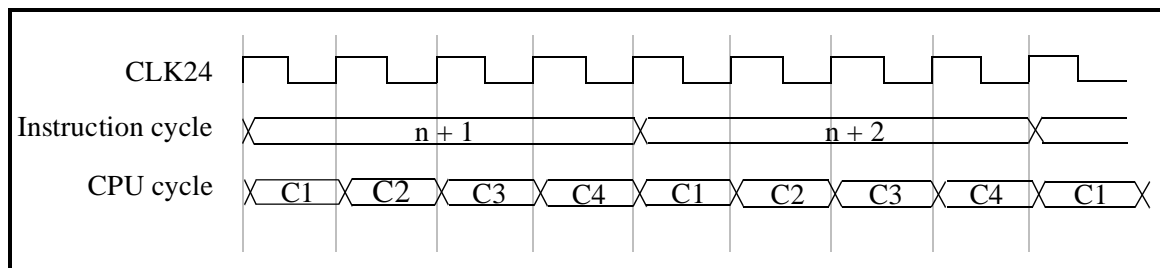 CLK24
Instruction cycle n + 1 n + 2
CPU cycle C1 C2 C3 C4 C1 C2 C3 C4 C1